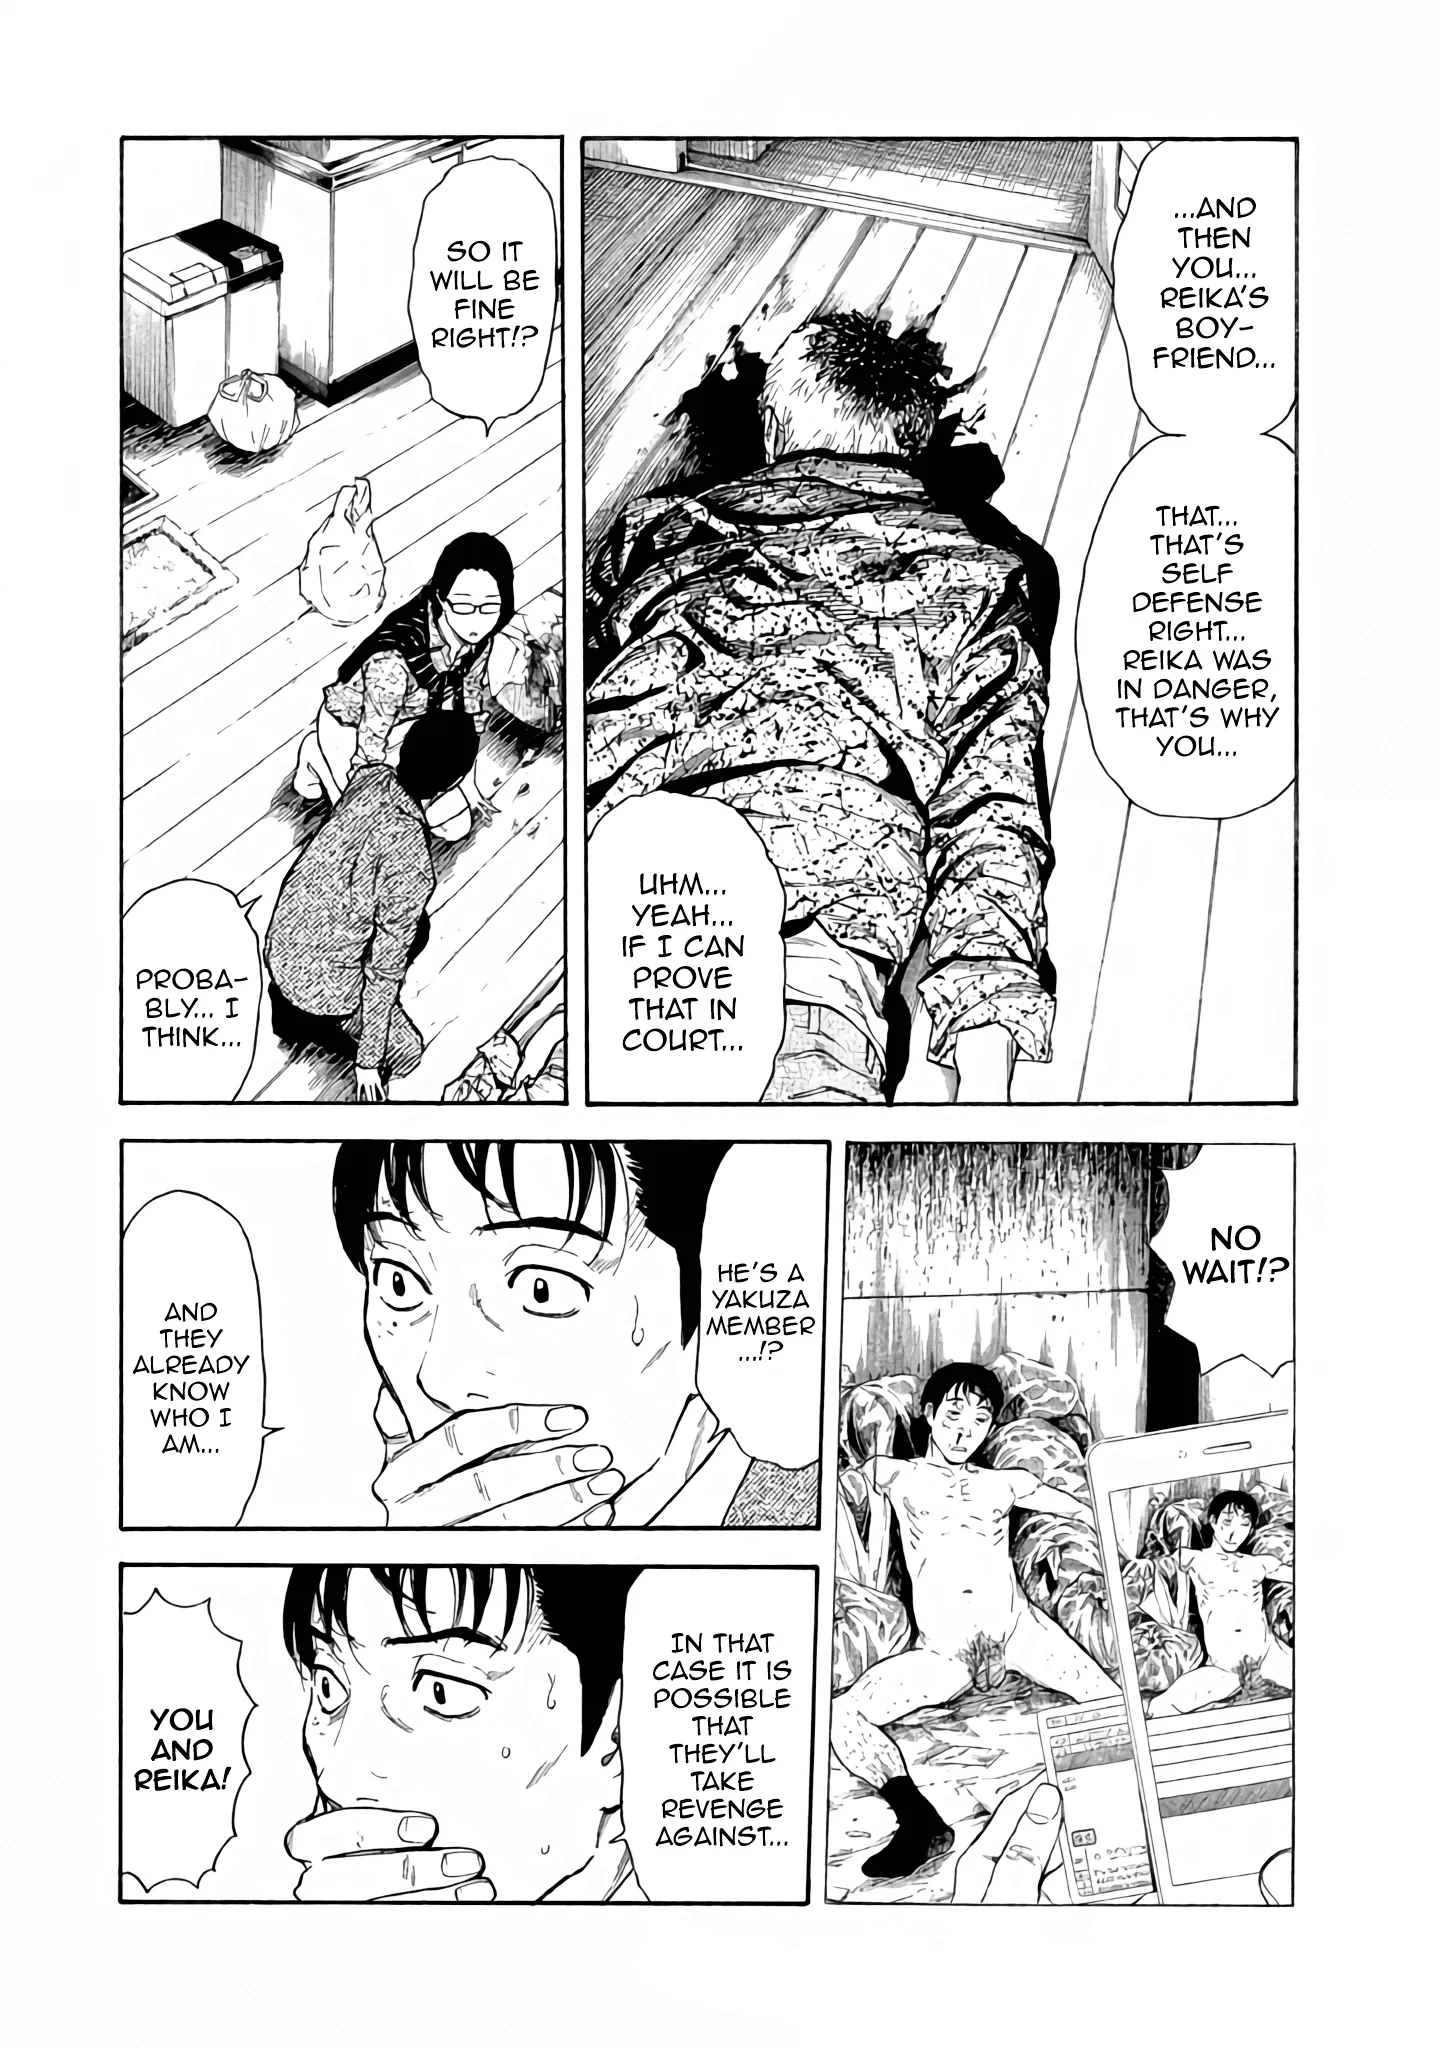 ...AND
THEN
YOU...
REIKA'S
BOY-
FRIEND...
THAT...
THAT'S
SELF
DEFENSE
RIGHT...
REIKA WAS
IN DANGER,
THAT'S WHY
YOU...
UHM...
YEAH...
IF I CAN
PROVE
THAT IN
COURT...
SO IT
WILL BE
FINE
RIGHT!?
PROBA-
BLY... I
THINK...
NO
WAIT!?
HE'S A
YAKUZA
MEMBER
...!?
AND
THEY
ALREADY
KNOW
WHO I
AM...
IN THAT
CASE IT IS
POSSIBLE
THAT
THEY'LL
TAKE
REVENGE
AGAINST...
YOU
AND
REIKA!